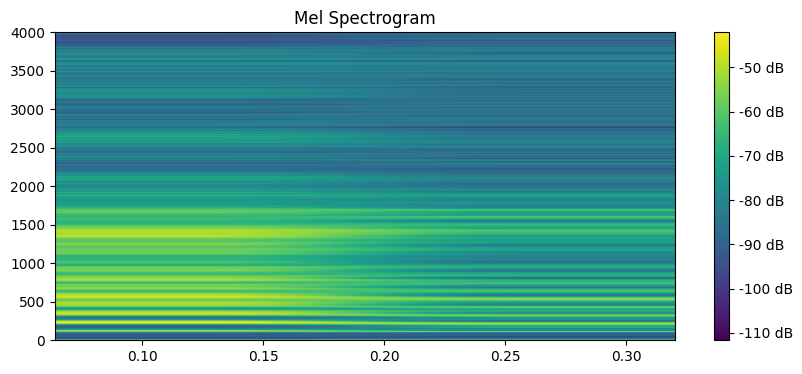 Mel Spectrogram
4000
3500
3000
2500
2000
1500
1000
500
0
0.10 0.15 0.20 0.25 0.30
-50 dB
-60 dB
-70 dB
-80 dB
-90 dB
-100 dB
-110 dB